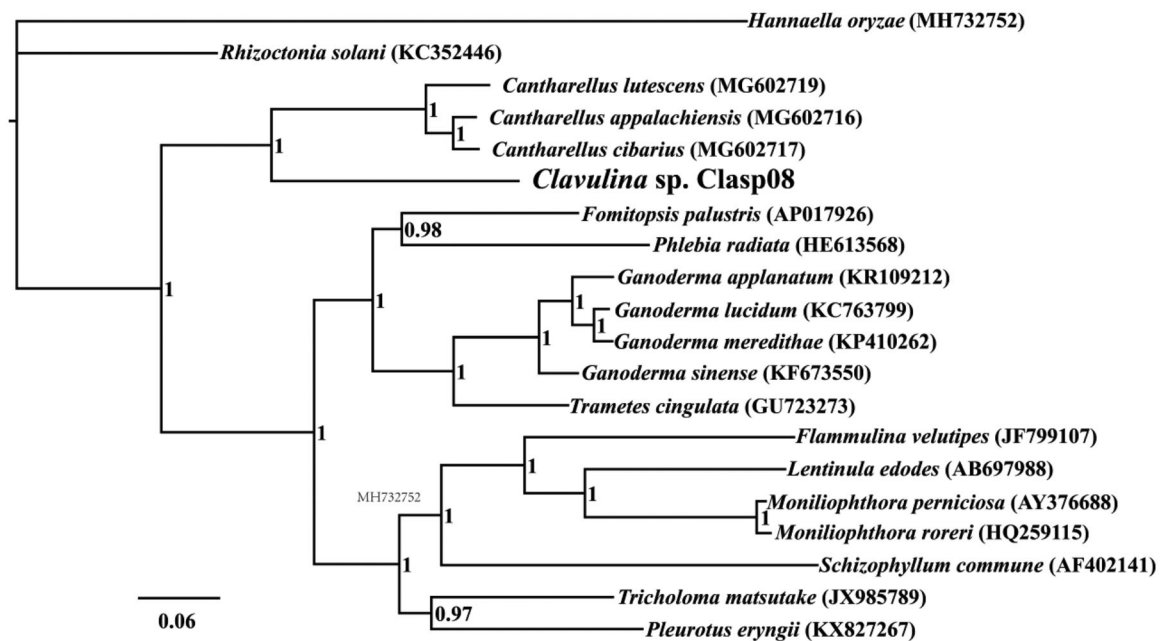 Hannaella oryzae (MH732752)
Rhizoctonia solani (KC352446)
Cantharellus lutescens (MG602719)
1
Cantharellus appalachiensis (MG602716)
1
1
Cantharellus cibarius (MG602717)
Clavulina sp. Clasp08
Fomitopsis palustris (AP017926)
0.98
Phlebia radiata (HE613568)
Ganoderma applanatum (KR109212)
1
1
1
Ganoderma lucidum (KC763799)
1
Ganoderma meredithae (KP410262)
1
1
Ganoderma sinense (KF673550)
Trametes cingulata (GU723273)
1
Flammulina velutipes (JF799107)
1
Lentinula edodes (AB697988)
1
MH732752
Moniliophthora perniciosa (AY376688)
1
1
Moniliophthora roreri (HQ259115)
1
Schizophyllum commune (AF402141)
Tricholoma matsutake (JX985789)
0.97
0.06
Pleurotus eryngii (KX827267)